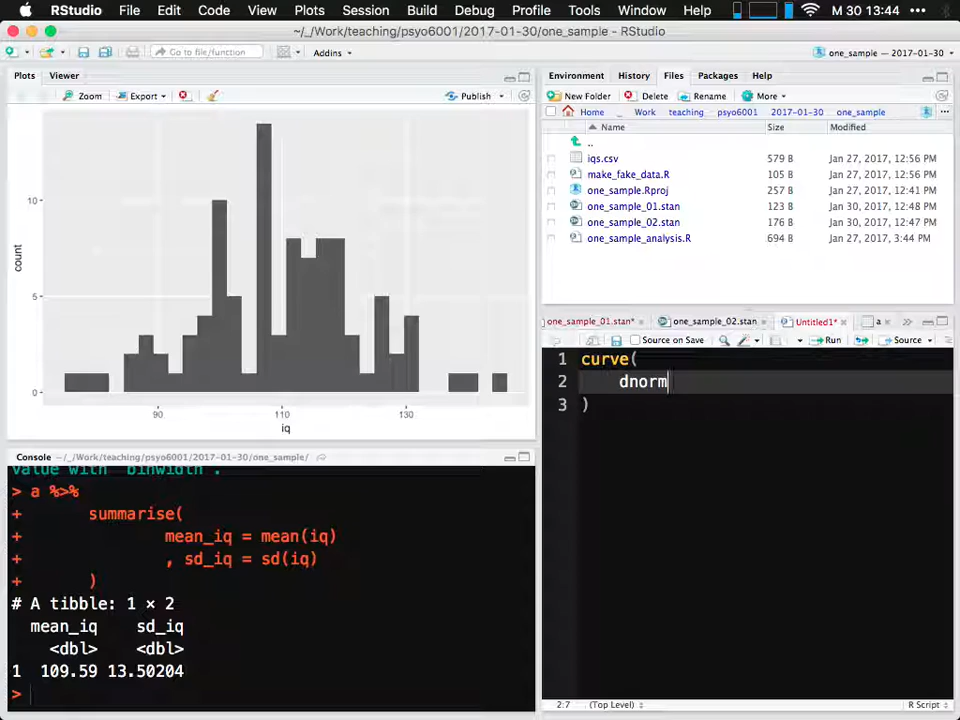 RStudio File Edit Code View Plots Session Build Debug Profile Tools Window Help M 30 13:44
~/_/Work/teaching/psyo6001/2017-01-30/one_sample - RStudio
Go to file/function Addins one_sample — 2017-01-30
Plots Viewer
Zoom Export Publish
10
5
0
count
90 110 130
iq
Environment History Files Packages Help
New Folder Delete Rename More
Home _ Work teaching psyo6001 2017-01-30 one_sample ...
Name Size Modified
..
iqs.csv 579 B Jan 27, 2017, 12:56 PM
make_fake_data.R 105 B Jan 27, 2017, 12:56 PM
one_sample.Rproj 257 B Jan 30, 2017, 12:41 PM
one_sample_01.stan 123 B Jan 30, 2017, 12:48 PM
one_sample_02.stan 176 B Jan 30, 2017, 12:47 PM
one_sample_analysis.R 694 B Jan 27, 2017, 3:44 PM
Console ~/_/Work/teaching/psyo6001/2017-01-30/one_sample/
value with `binwidth`.
> a %>%
+ summarise(
+ mean_iq = mean(iq)
+ , sd_iq = sd(iq)
+ )
# A tibble: 1 × 2
mean_iq sd_iq
<dbl> <dbl>
1 109.59 13.50204
>
one_sample_01.stan* one_sample_02.stan Untitled1* a
Source on Save Run Source
1 curve(
2 dnorm
3 )
2:7 (Top Level) R Script